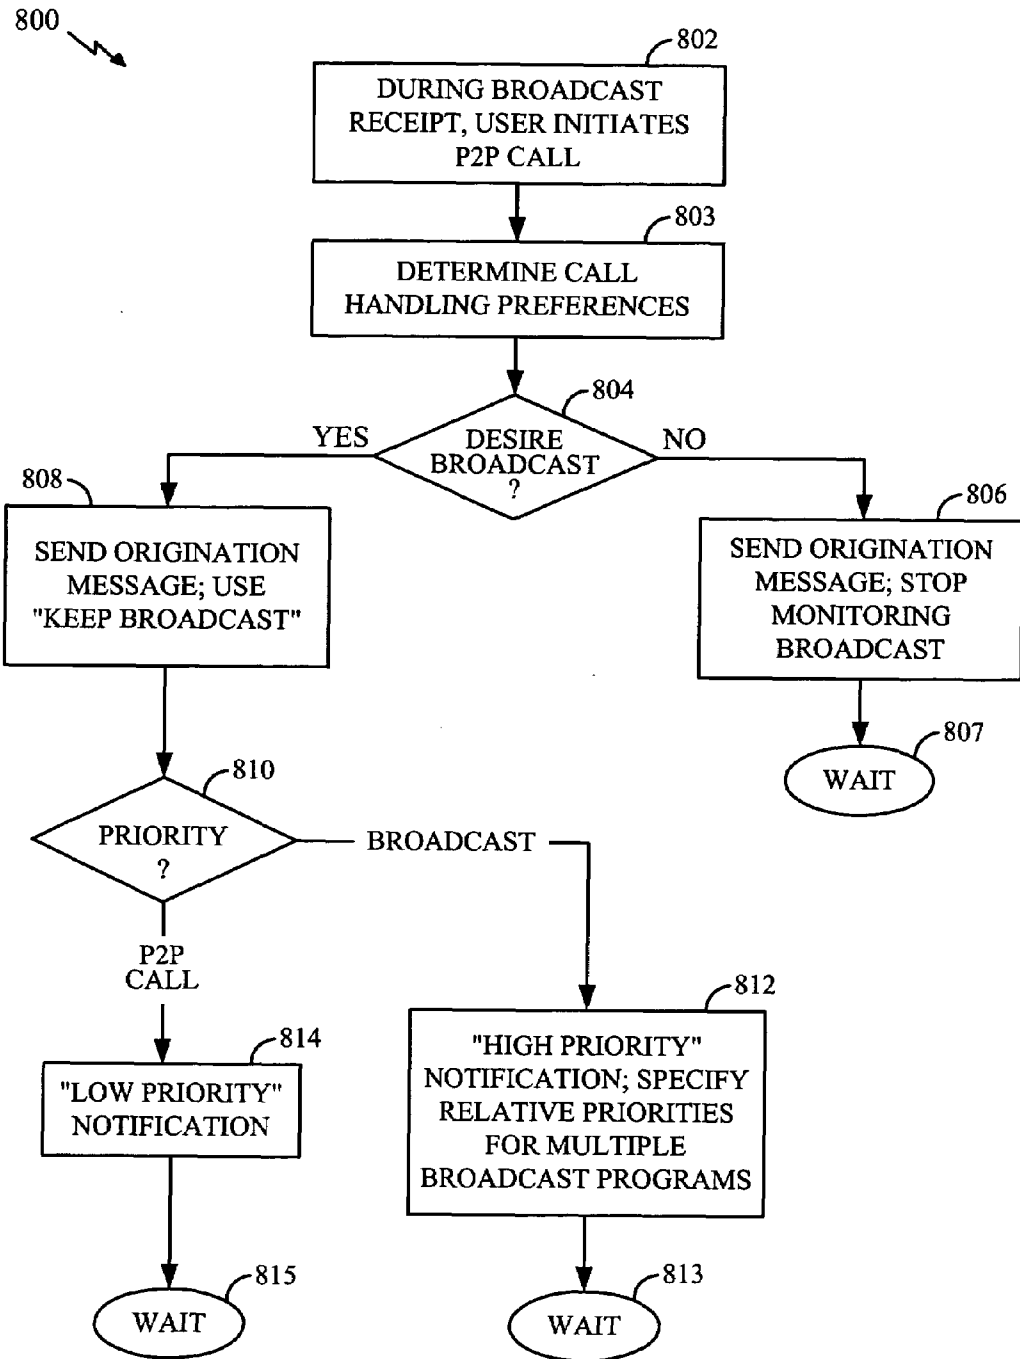 800
802
DURING BROADCAST
RECEIPT, USER INITIATES
P2P CALL
803
DETERMINE CALL
HANDLING PREFERENCES
804
DESIRE
BROADCAST
?
YES
NO
808
SEND ORIGINATION
MESSAGE; USE
"KEEP BROADCAST"
806
SEND ORIGINATION
MESSAGE; STOP
MONITORING
BROADCAST
807
WAIT
810
PRIORITY
?
BROADCAST
P2P
CALL
814
"LOW PRIORITY"
NOTIFICATION
812
"HIGH PRIORITY"
NOTIFICATION; SPECIFY
RELATIVE PRIORITIES
FOR MULTIPLE
BROADCAST PROGRAMS
815
WAIT
813
WAIT